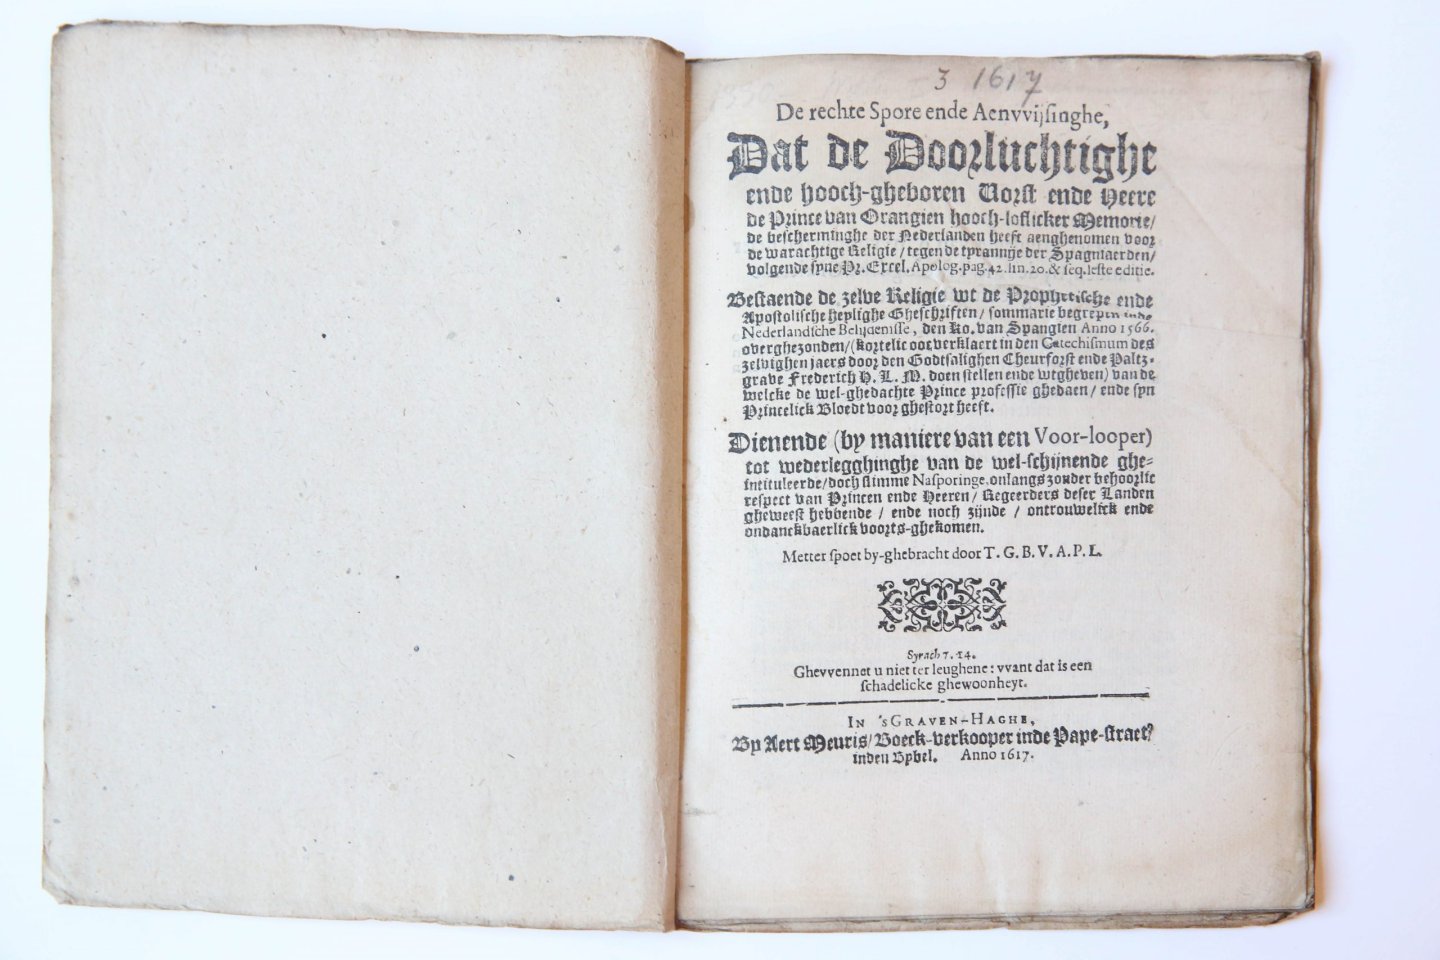 3 1617
De rechte Spore ende Aenvvijsinghe,
Dat de Doorluchtighe
ende hooch-gheboren Vorst ende Heere
de Prince van Orangien hooch-loflicker Memorie/
de bescherminghe der Nederlanden heeft aenghenomen voor
de warachtige Religie / tegen de tyrannije der Spagniaerden/
volgende syne Pr. Excel. Apolog. pag. 42. lin. 20. & seq. leste editie.
Bestaende de zelve Religie wt de Prophetische ende
Apostolische heylighe Gheschriften / sommarie begrepen inde
Nederlandsche Belijdenisse, den Ko. van Spangien Anno 1566.
overghezonden/(kortelic oot verklaert in den Catechismum des
zelvighen jaers door den Godtsalighen Cheurforst ende Paltz-
grave Frederich H. L. M. doen stellen ende wtgheven) van de
welcke de wel-ghedachte Prince professie ghedaen / ende syn
Princelick Bloedt voor ghestort heeft.
Dienende (by maniere van een Voor-looper)
tot wederlegghinghe van de wel-schijnende ghe-
intituleerde/doch slimme Nasporinge, onlangs zonder behoorlic
respect van Princen ende Heeren / Regeerders deser Landen
gheweest hebbende / ende noch zijnde / ontrouwelick ende
ondanckbaerlick voorts-ghekomen.
Metter spoet by-ghebracht door T. G. B. V. A. P. L.
Syrach 7. 14.
Ghevvennet u niet ter leughene: vvant dat is een
schadelicke ghewoonheyt.
In 'sGraven-Haghe,
By Aert Meuris/ Boeck-verkooper inde Pape-straet/
inden Bybel. Anno 1617.